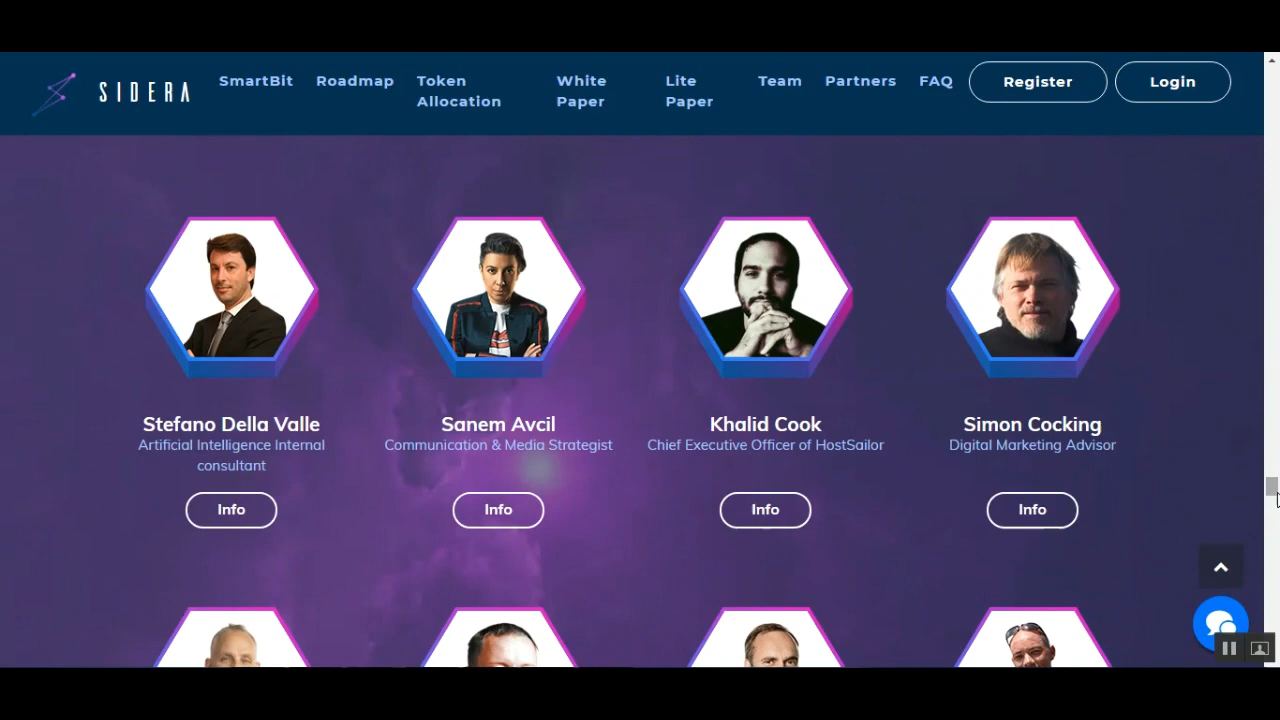 SIDERA
SmartBit
Roadmap
Token
Allocation
White
Paper
Lite
Paper
Team
Partners
FAQ
Register
Login
Stefano Della Valle
Artificial Intelligence Internal
consultant
Info
Sanem Avcil
Communication & Media Strategist
Info
Khalid Cook
Chief Executive Officer of HostSailor
Info
Simon Cocking
Digital Marketing Advisor
Info